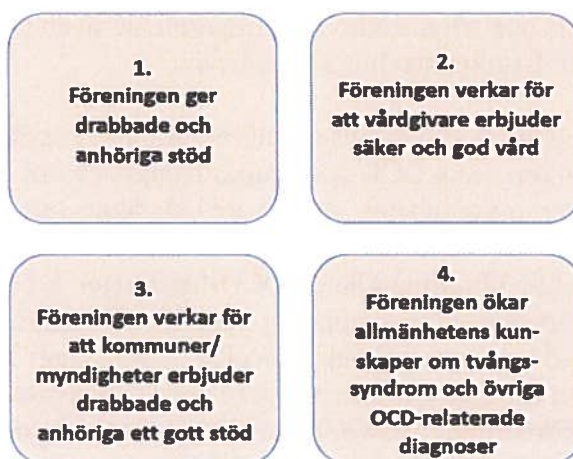 1.
Föreningen ger
drabbade och
anhöriga stöd
2.
Föreningen verkar för
att vårdgivare erbjuder
säker och god vård
3.
Föreningen verkar för
att kommuner/
myndigheter erbjuder
drabbade och
anhöriga ett gott stöd
4.
Föreningen ökar
allmänhetens kun-
skaper om tvångs-
syndrom och övriga
OCD-relaterade
diagnoser